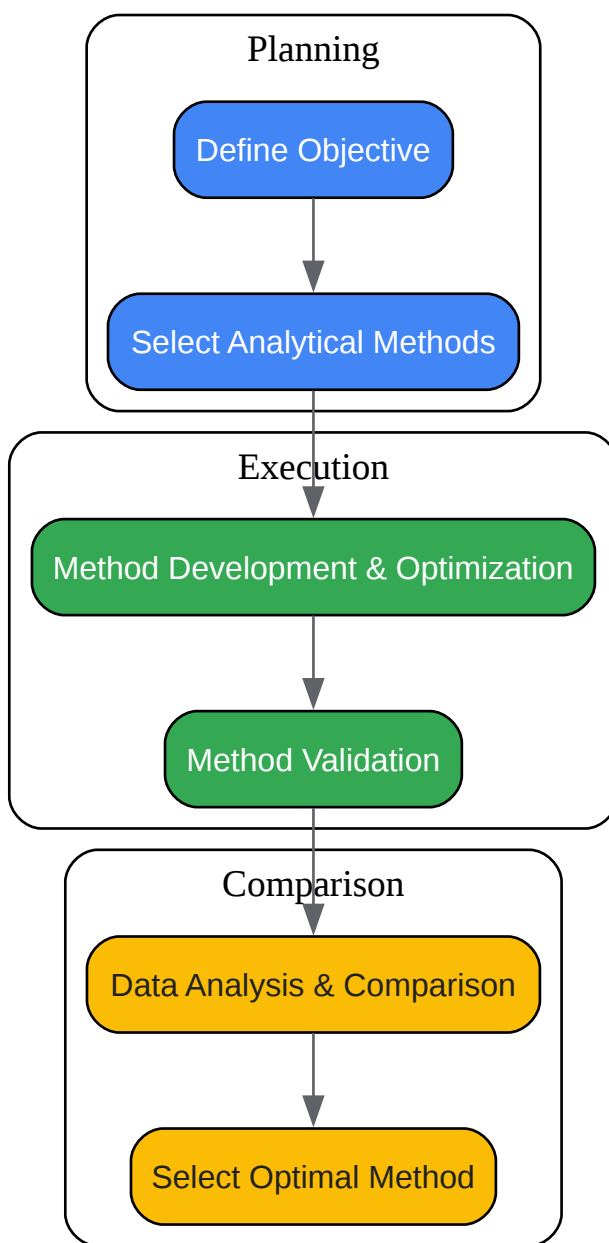 Planning
Define Objective
Select Analytical Methods
Execution
Method Development & Optimization
Method Validation
Comparison
Data Analysis & Comparison
Select Optimal Method